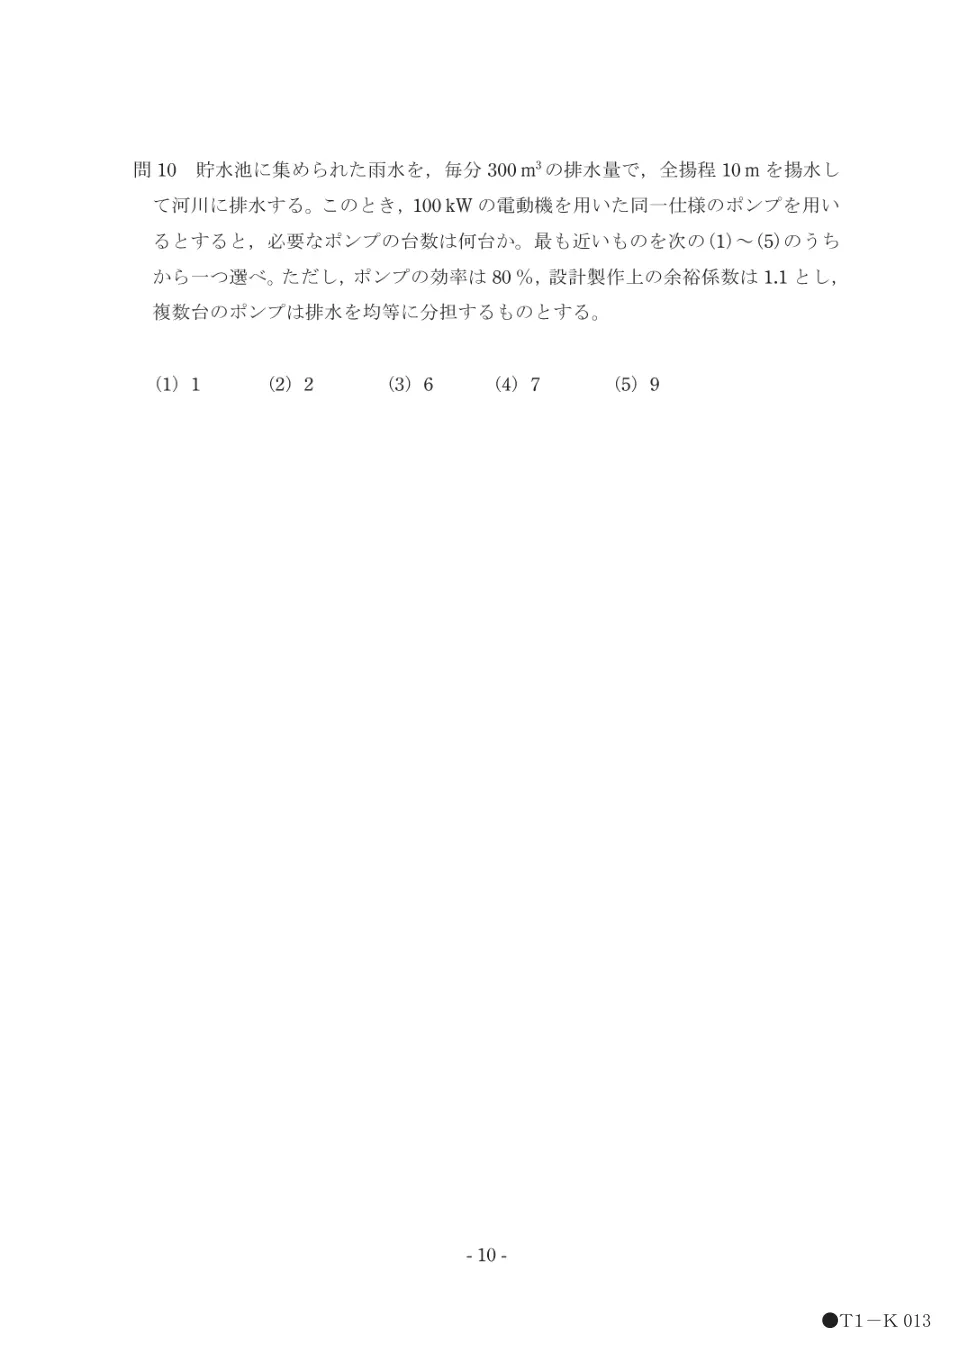 問10　貯水池に集められた雨水を，毎分 300 m³ の排水量で，全揚程 10 m を揚水し
て河川に排水する。このとき，100 kW の電動機を用いた同一仕様のポンプを用い
るとすると，必要なポンプの台数は何台か。最も近いものを次の(1)～(5)のうち
から一つ選べ。ただし，ポンプの効率は 80 %，設計製作上の余裕係数は 1.1 とし，
複数台のポンプは排水を均等に分担するものとする。
(1) 1　(2) 2　(3) 6　(4) 7　(5) 9
- 10 -
●T1－K 013